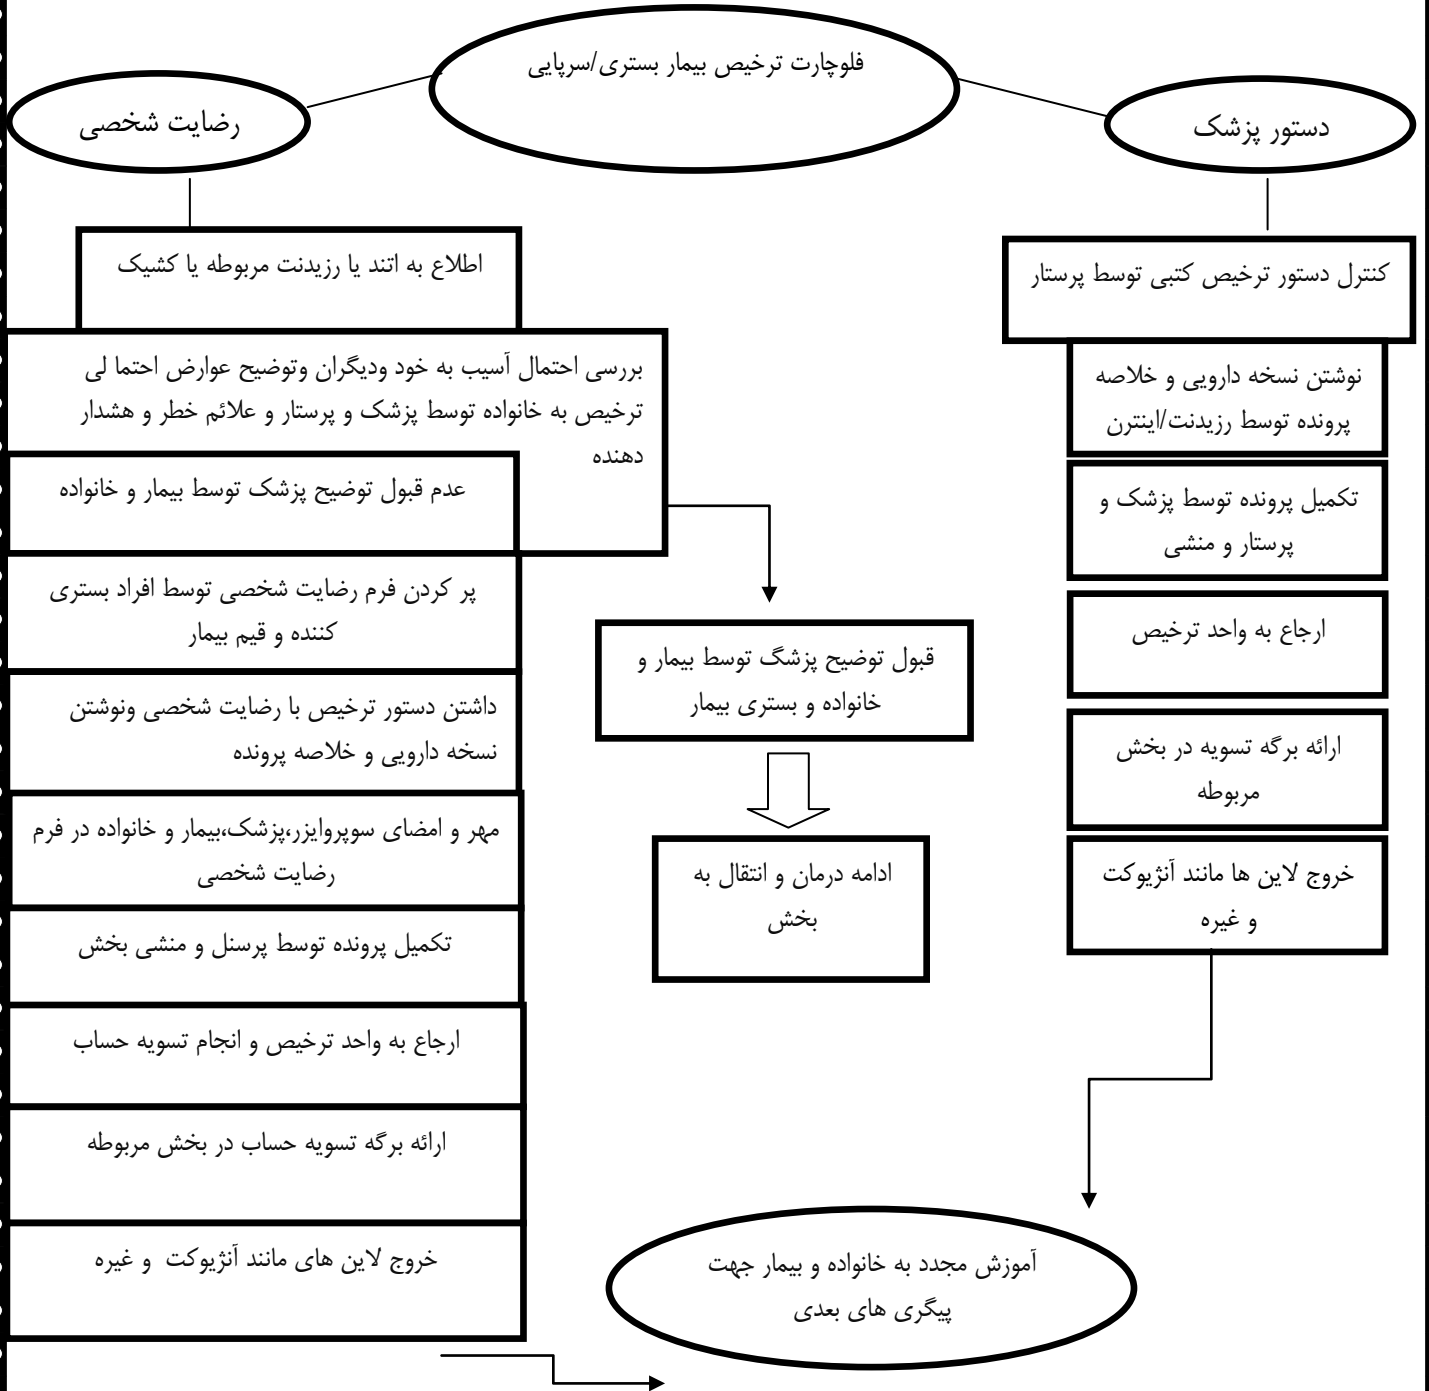 فلوچارت ترخیص بیمار بستری/سرپایی
دستور پزشک
رضایت شخصی
کنترل دستور ترخیص کتبی توسط پرستار
نوشتن نسخه دارویی و خلاصه
پرونده توسط رزیدنت/اینترن
تکمیل پرونده توسط پزشک و
پرستار و منشی
ارجاع به واحد ترخیص
ارائه برگه تسویه در بخش
مربوطه
خروج لاین ها مانند آنژیوکت
و غیره
اطلاع به اتند یا رزیدنت مربوطه یا کشیک
بررسی احتمال آسیب به خود ودیگران وتوضیح عوارض احتما لی
ترخیص به خانواده توسط پزشک و پرستار و علائم خطر و هشدار
دهنده
قبول توضیح پزشگ توسط بیمار و
خانواده و بستری بیمار
ادامه درمان و انتقال به
بخش
عدم قبول توضیح پزشک توسط بیمار و خانواده
پر کردن فرم رضایت شخصی توسط افراد بستری
کننده و قیم بیمار
داشتن دستور ترخیص با رضایت شخصی ونوشتن
نسخه دارویی و خلاصه پرونده
مهر و امضای سوپروایزر،پزشک،بیمار و خانواده در فرم
رضایت شخصی
تکمیل پرونده توسط پرسنل و منشی بخش
ارجاع به واحد ترخیص و انجام تسویه حساب
ارائه برگه تسویه حساب در بخش مربوطه
خروج لاین های مانند آنژیوکت و غیره
آموزش مجدد به خانواده و بیمار جهت
پیگری های بعدی